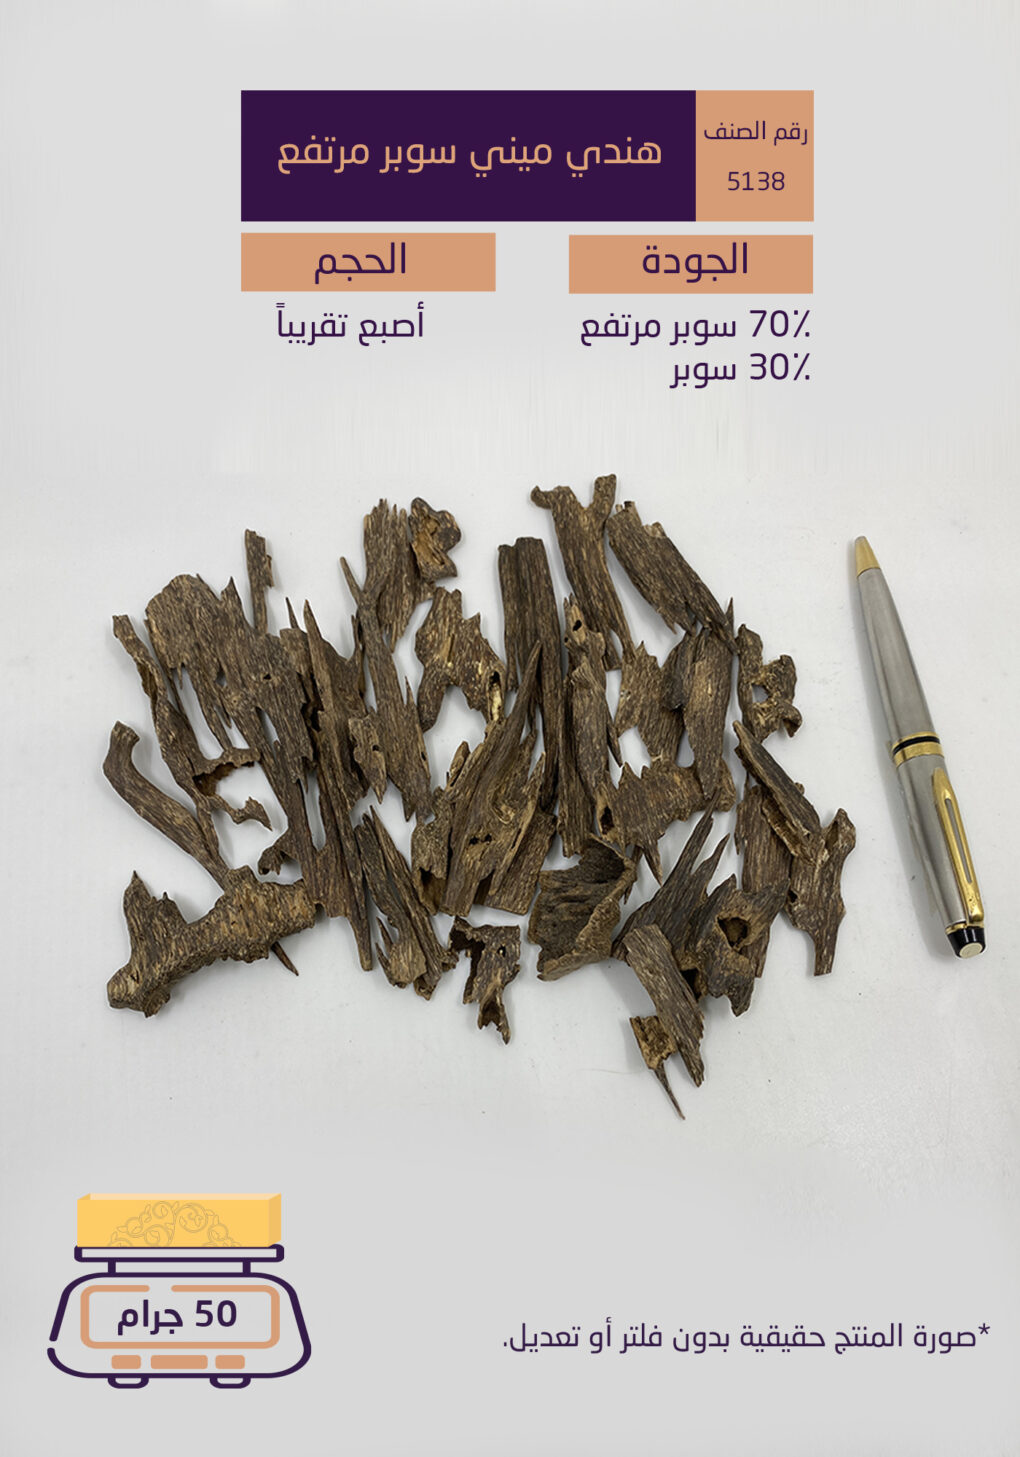 رقم الصنف
5138
هندي ميني سوبر مرتفع
الجودة
70٪ سوبر مرتفع
30٪ سوبر
الحجم
أصبع تقريباً
50 جرام
*صورة المنتج حقيقية بدون فلتر أو تعديل.